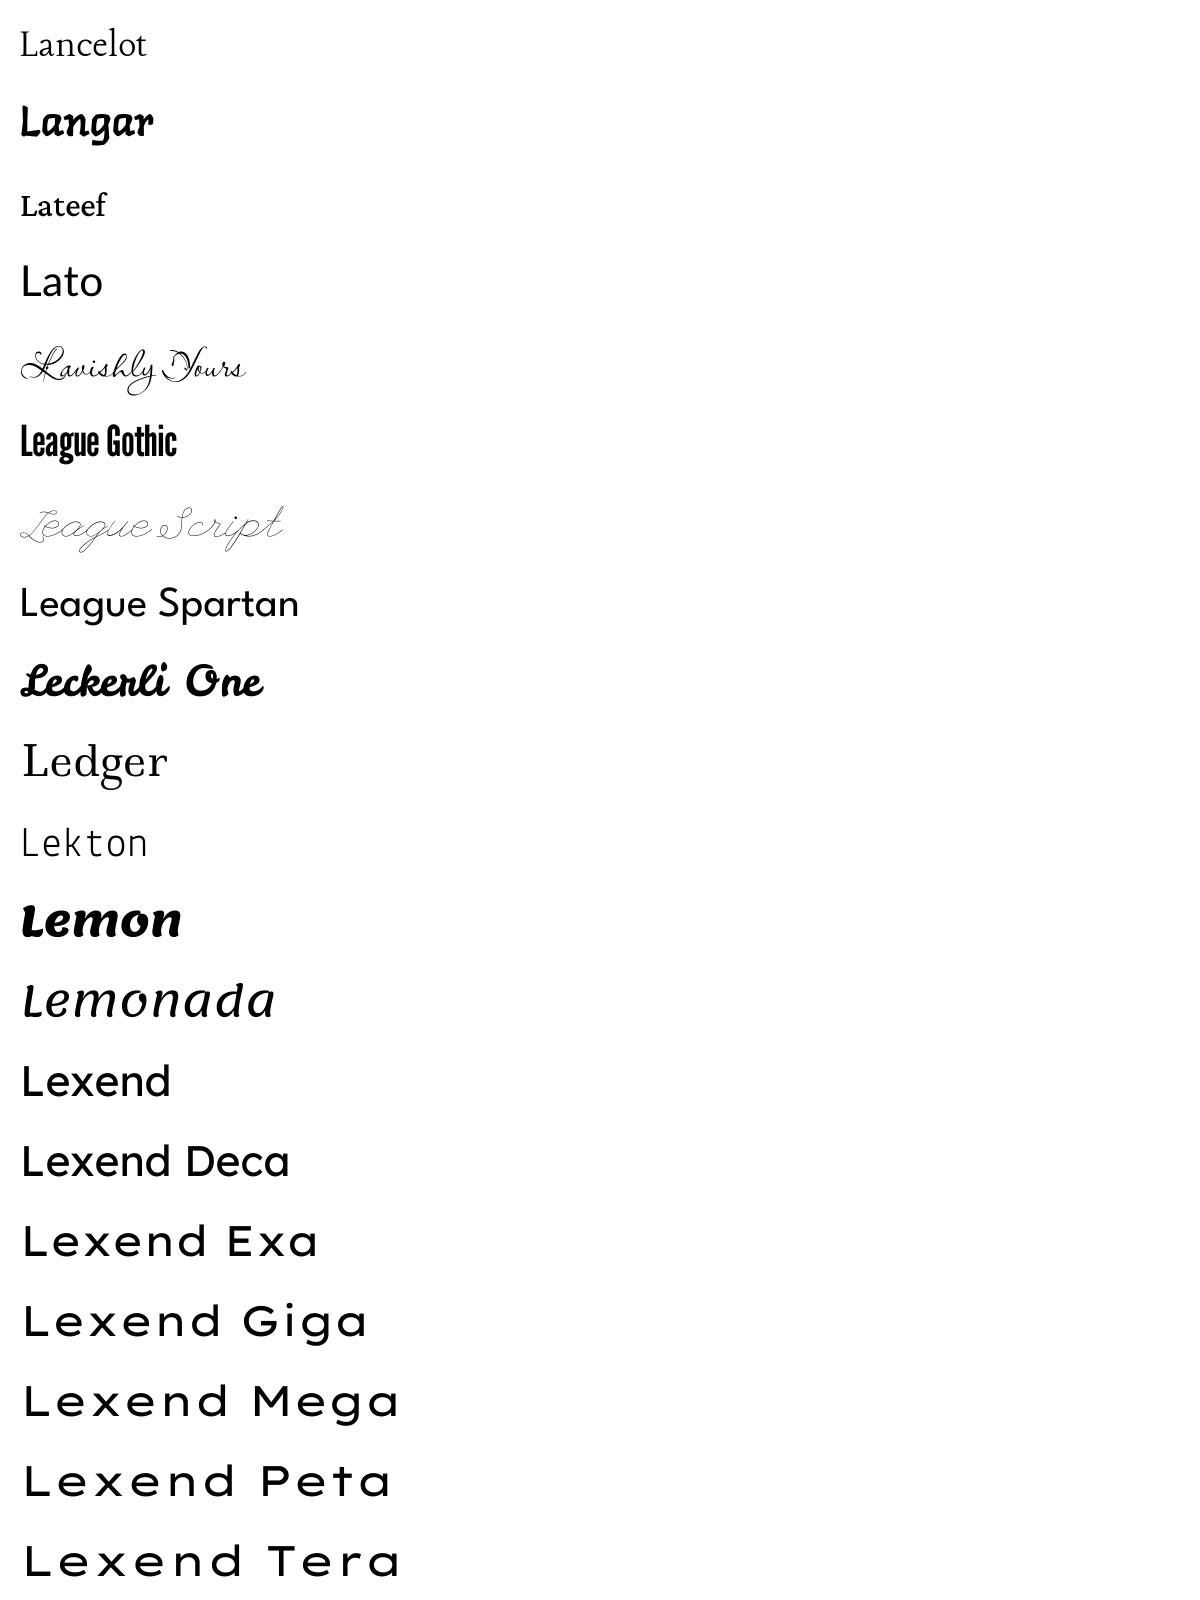 Lancelot
Langar
Lateef
Lato
Lavishly Yours
League Gothic
League Script
League Spartan
Leckerli One
Ledger
Lekton
Lemon
Lemonada
Lexend
Lexend Deca
Lexend Exa
Lexend Giga
Lexend Mega
Lexend Peta
Lexend Tera